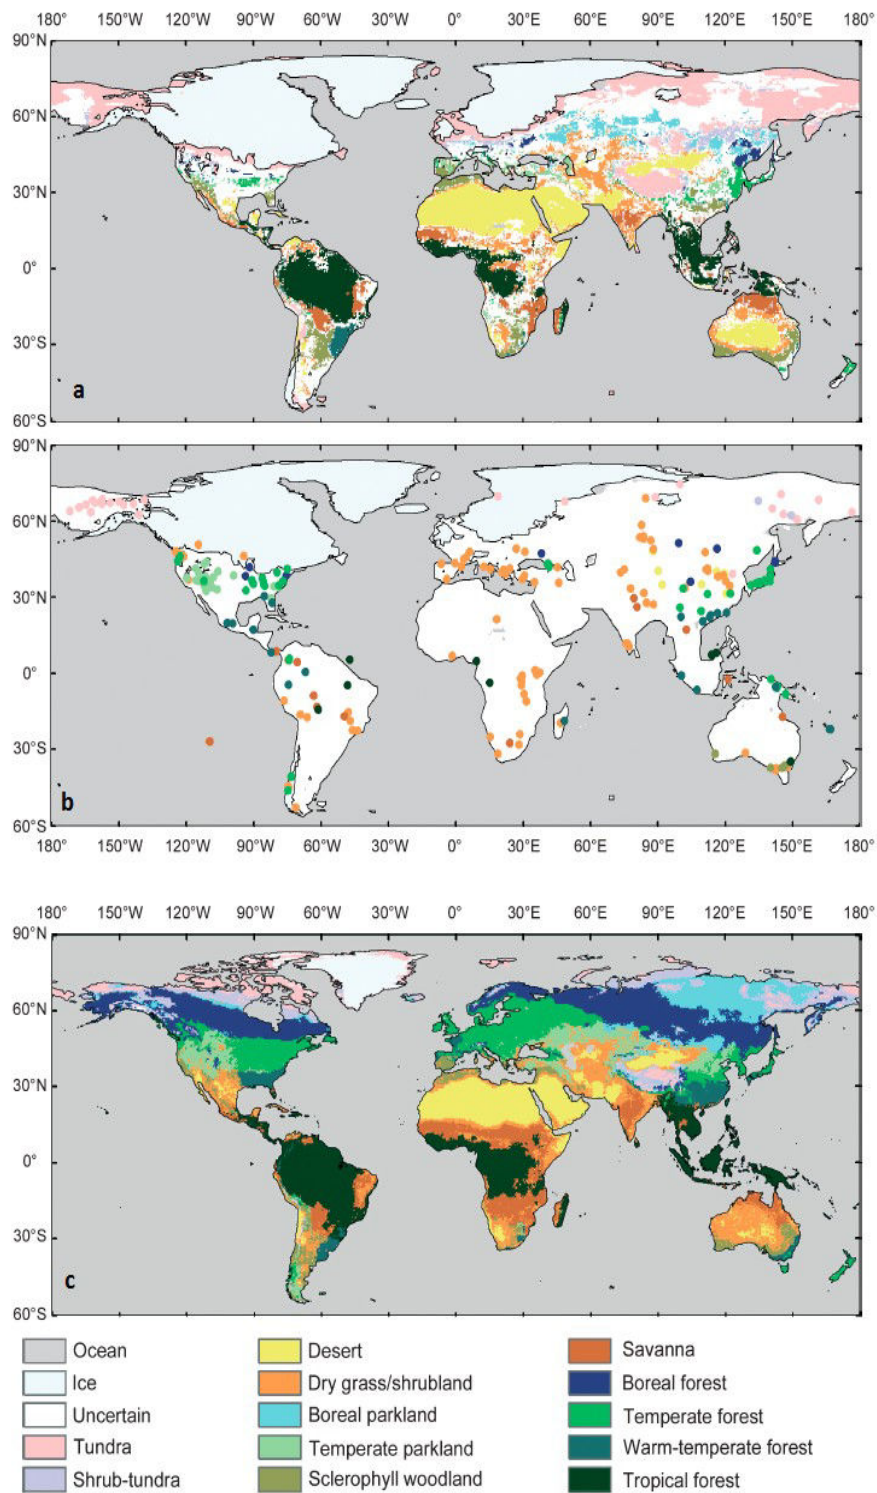 180° 150°W 120°W 90°W 60°W 30°W 0° 30°E 60°E 90°E 120°E 150°E 180°
90°N
60°N
30°N
0°
30°S
a
60°S
90°N
60°N
30°N
0°
30°S
b
60°S
180° 150°W 120°W 90°W 60°W 30°W 0° 30°E 60°E 90°E 120°E 150°E 180°
180° 150°W 120°W 90°W 60°W 30°W 0° 30°E 60°E 90°E 120°E 150°E 180°
90°N
60°N
30°N
0°
30°S
c
60°S
Ocean Desert Savanna
Ice Dry grass/shrubland Boreal forest
Uncertain Boreal parkland Temperate forest
Tundra Temperate parkland Warm-temperate forest
Shrub-tundra Sclerophyll woodland Tropical forest